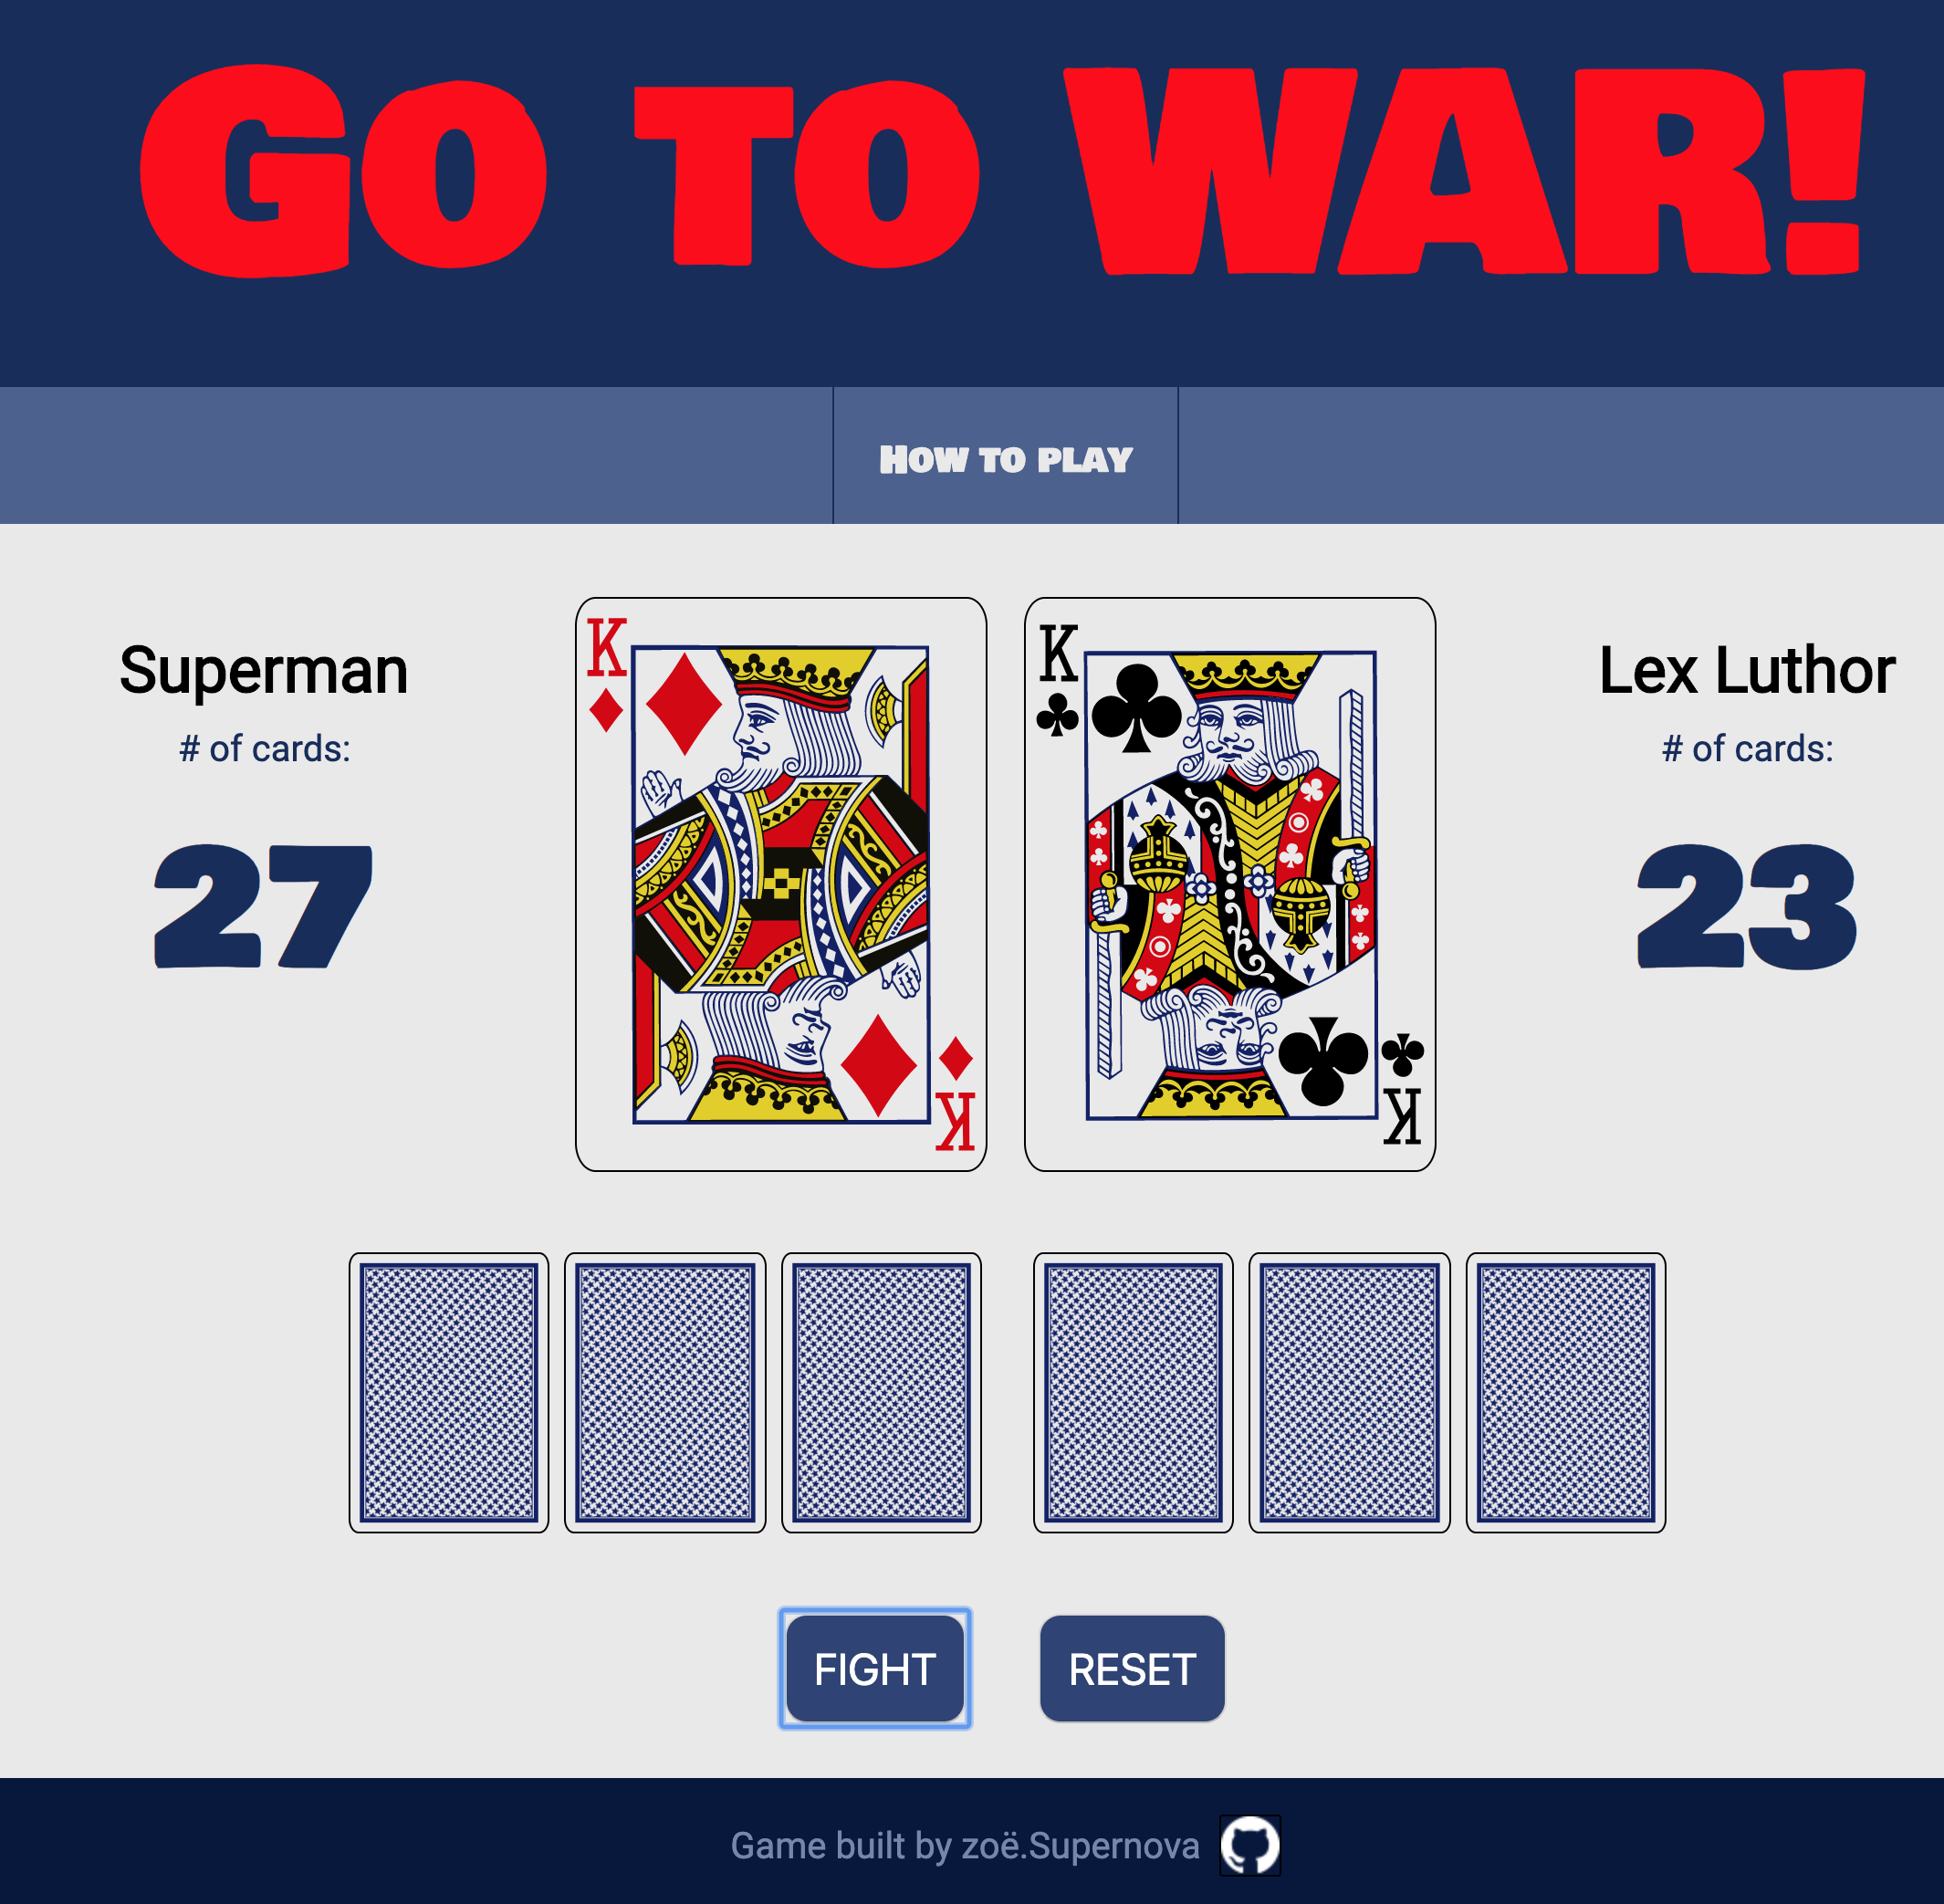 Go to WAR!
How to play
Superman
# of cards:
27
K
K
K
K
Lex Luthor
# of cards:
23
FIGHT
RESET
Game built by zoë.Supernova